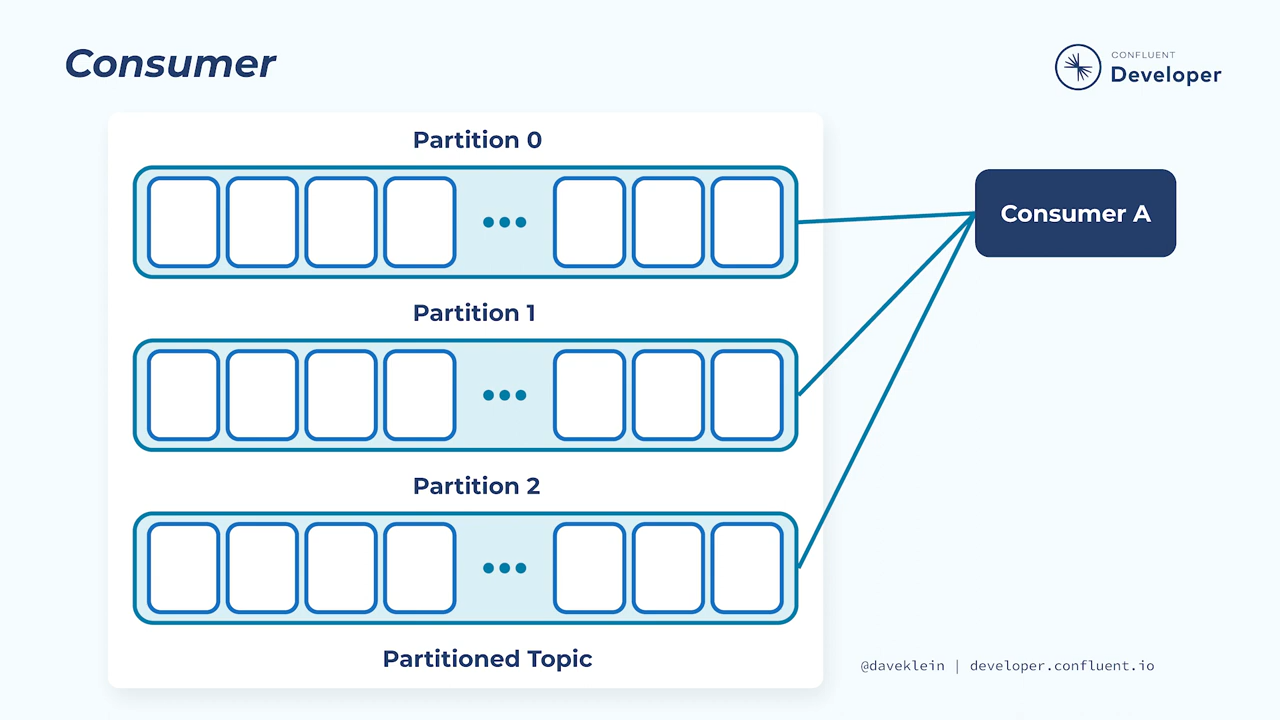 Consumer
CONFLUENT
Developer
Partition 0
Consumer A
Partition 1
Partition 2
Partitioned Topic
@daveklein | developer.confluent.io